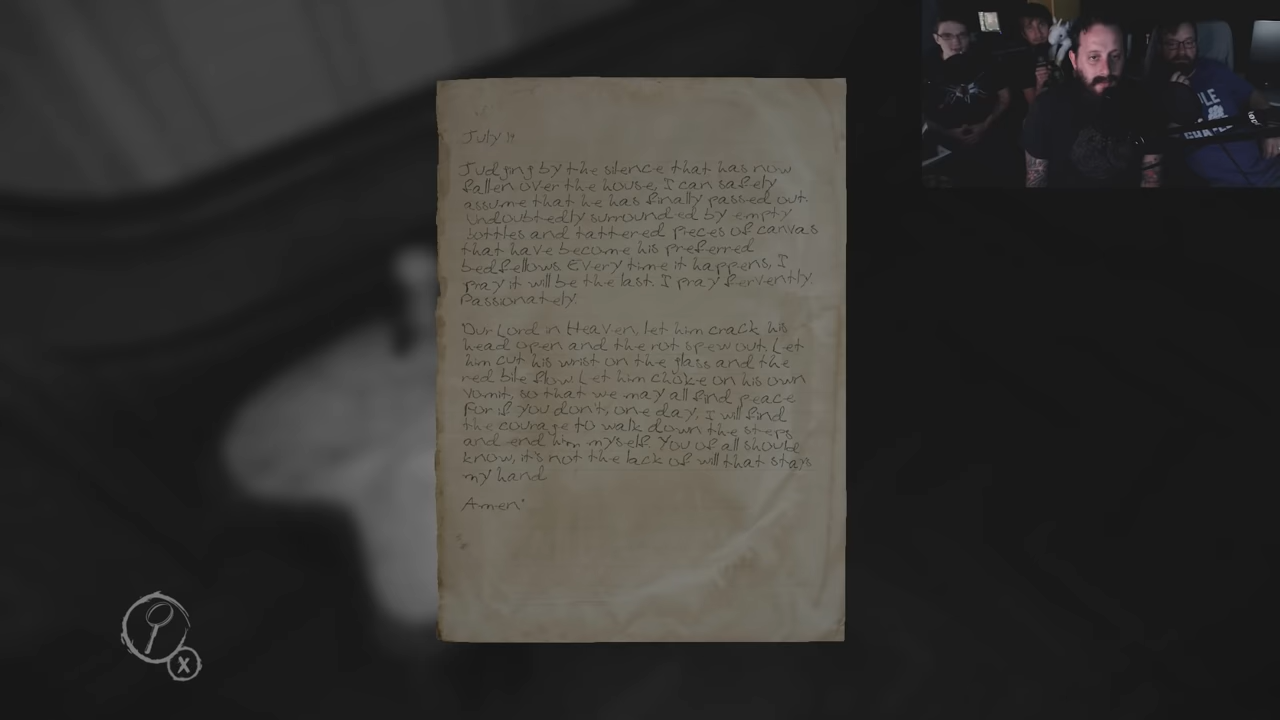 July 14
Judging by the silence that has now
fallen over the house, I can safely
assume that he has finally passed out.
Undoubtedly surrounded by empty
bottles and tattered pieces of canvas
that have become his preferred
bedfellows. Every time it happens, I
pray it will be the last. I pray fervently.
Passionately.
Our Lord in Heaven, let him crack his
head open and the rot spew out. Let
him cut his wrist on the glass and the
red bile flow. Let him choke on his own
vomit, so that we may all find peace
For if you don't, one day, I will find
the courage to walk down the steps
and end him myself. You of all should
know, it's not the lack of will that stays
my hand
Amen
X